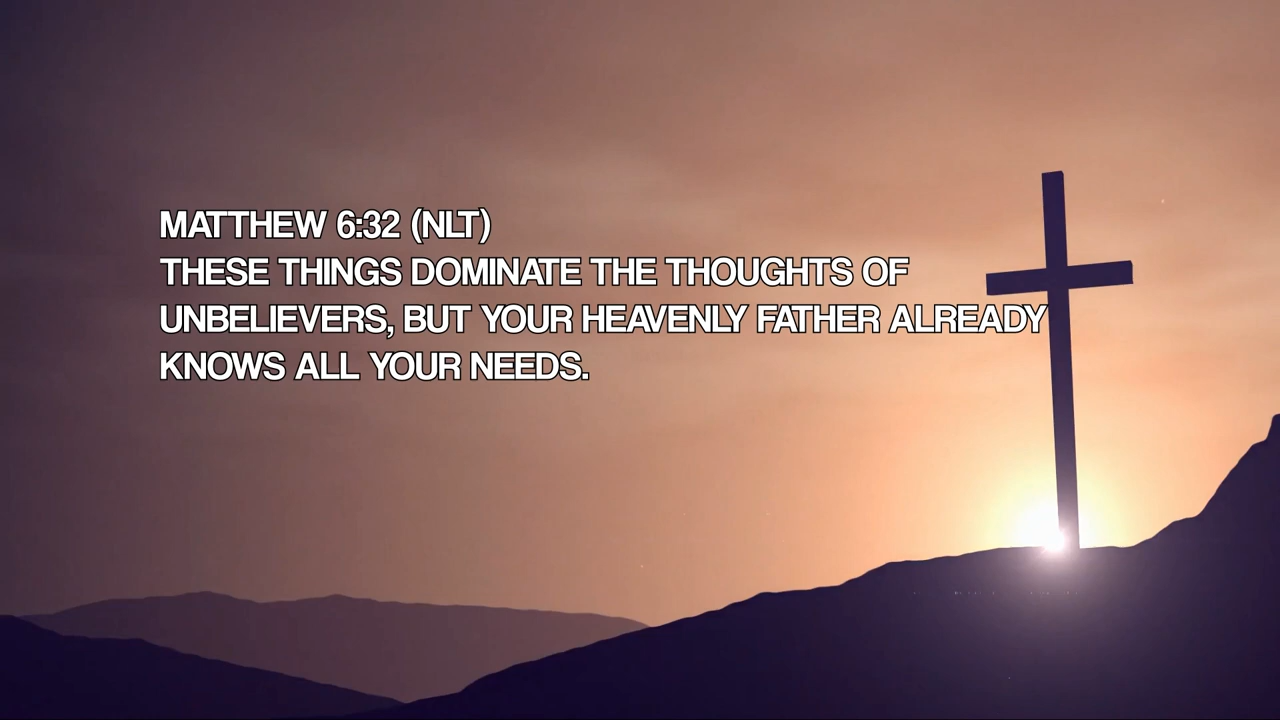 MATTHEW 6:32 (NLT)
THESE THINGS DOMINATE THE THOUGHTS OF
UNBELIEVERS, BUT YOUR HEAVENLY FATHER ALREADY
KNOWS ALL YOUR NEEDS.